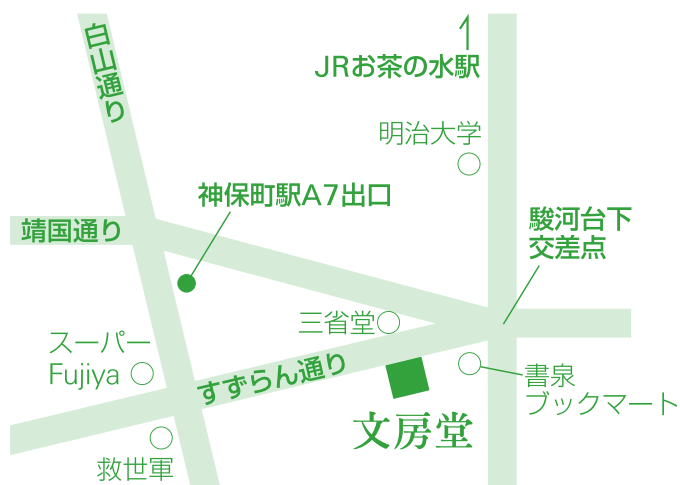 白山通り
JRお茶の水駅
明治大学
神保町駅A7出口
靖国通り
駿河台下
交差点
三省堂
スーパー
Fujiya
すずらん通り
書泉
ブックマート
文房堂
救世軍